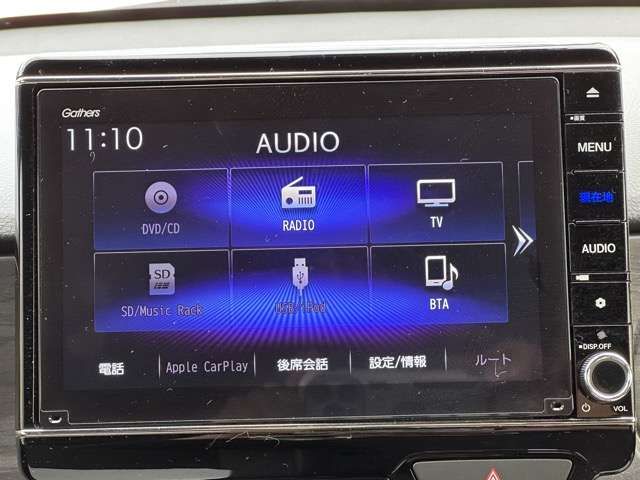 Gathers
11:10
AUDIO
DVD/CD
RADIO
TV
SD
SD/Music Rack
USB/iPod
BTA
電話
Apple CarPlay
後席会話
設定/情報
ルート
■画質
MENU
現在地
AUDIO
■DISP.OFF
VOL